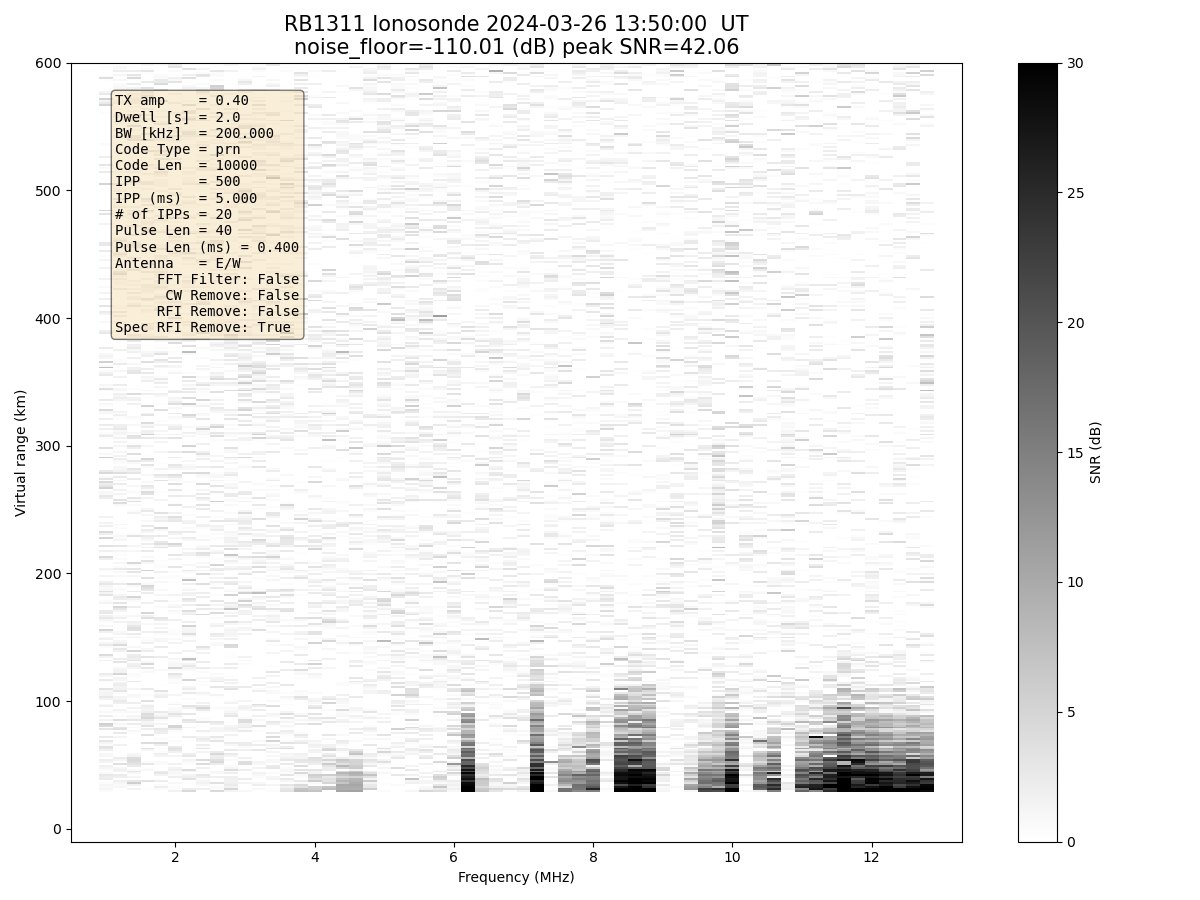 RB1311 Ionosonde 2024-03-26 13:50:00  UT
noise_floor=-110.01 (dB) peak SNR=42.06
TX amp    = 0.40
Dwell [s] = 2.0
BW [kHz]  = 200.000
Code Type = prn
Code Len  = 10000
IPP       = 500
IPP (ms)  = 5.000
# of IPPs = 20
Pulse Len = 40
Pulse Len (ms) = 0.400
Antenna   = E/W
FFT Filter: False
CW Remove: False
RFI Remove: False
Spec RFI Remove: True
600
500
400
300
200
100
0
Virtual range (km)
2 4 6 8 10 12
Frequency (MHz)
30
25
20
15
10
5
0
SNR (dB)